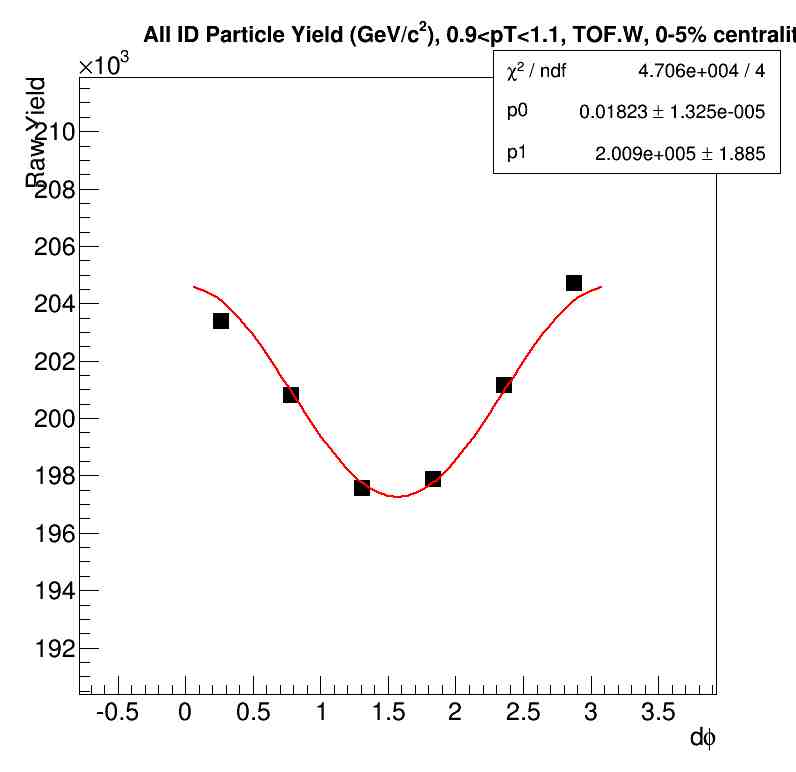 All ID Particle Yield (GeV/c²), 0.9<pT<1.1, TOF.W, 0-5% centralit
×10³
χ² / ndf 4.706e+004 / 4
p0 0.01823 ± 1.325e-005
p1 2.009e+005 ± 1.885
Raw Yield
210
208
206
204
202
200
198
196
194
192
-0.5 0 0.5 1 1.5 2 2.5 3 3.5
dϕ